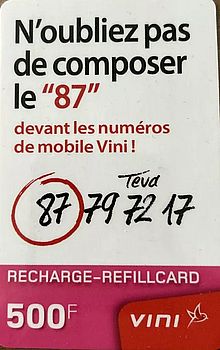 N'oubliez pas
de composer
le "87"
devant les numéros
de mobile Vini !
Téva
87 79 72 17
RECHARGE-REFILLCARD
500F
VINI